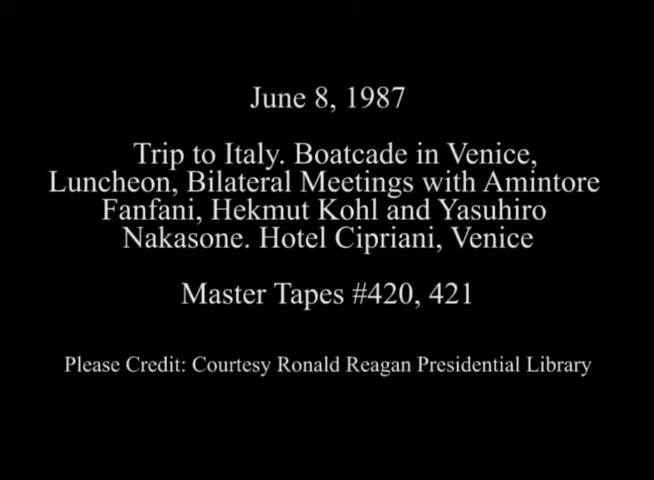 June 8, 1987
Trip to Italy. Boatcade in Venice,
Luncheon, Bilateral Meetings with Amintore
Fanfani, Hekmut Kohl and Yasuhiro
Nakasone. Hotel Cipriani, Venice
Master Tapes #420, 421
Please Credit: Courtesy Ronald Reagan Presidential Library